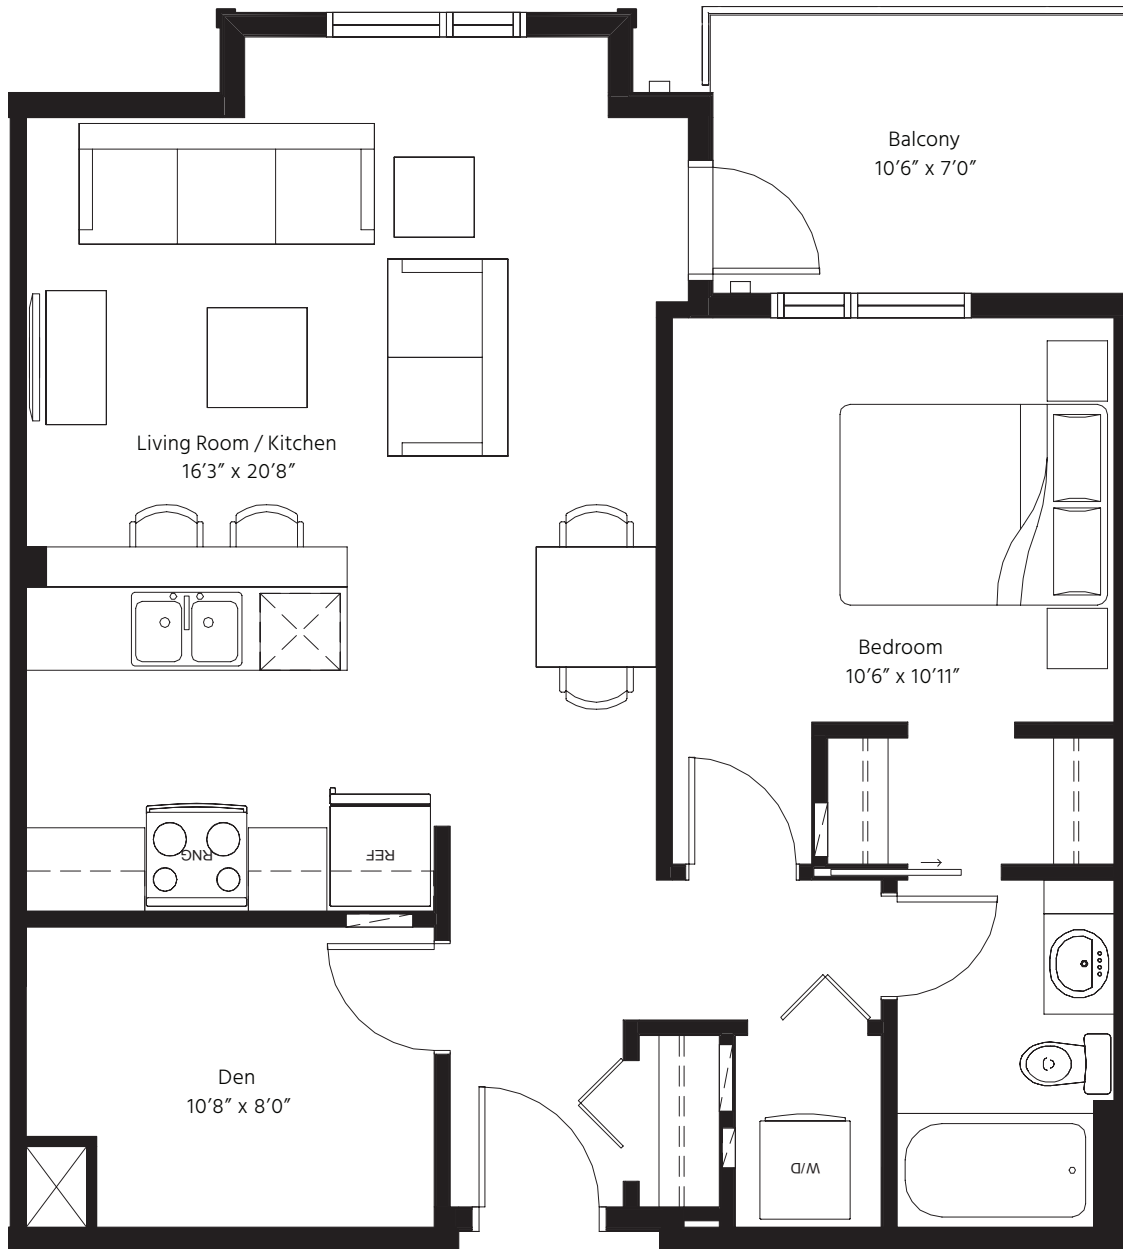 Balcony
10'6" x 7'0"
Living Room / Kitchen
16'3" x 20'8"
Bedroom
10'6" x 10'11"
RNG
REF
Den
10'8" x 8'0"
W/D